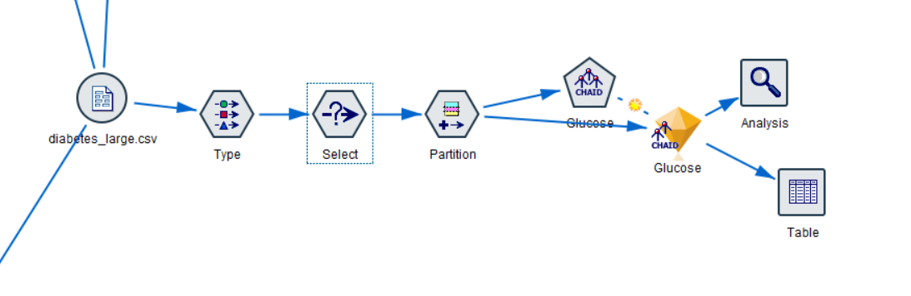 CHAID
Glucose
diabetes_large.csv
Type
Select
Partition
CHAID
Glucose
Analysis
Table